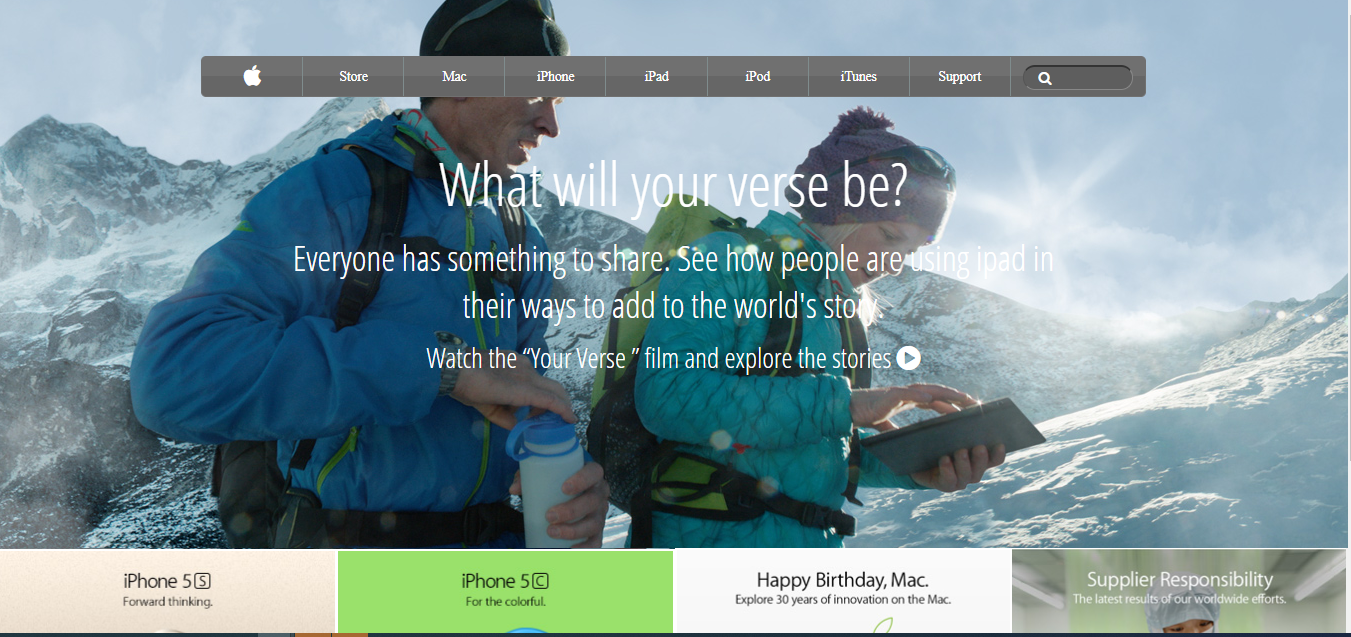 Store Mac iPhone iPad iPod iTunes Support
What will your verse be?
Everyone has something to share. See how people are using ipad in
their ways to add to the world's story.
Watch the “Your Verse ” film and explore the stories
iPhone 5S
Forward thinking.
iPhone 5C
For the colorful.
Happy Birthday, Mac.
Explore 30 years of innovation on the Mac.
Supplier Responsibility
The latest results of our worldwide efforts.